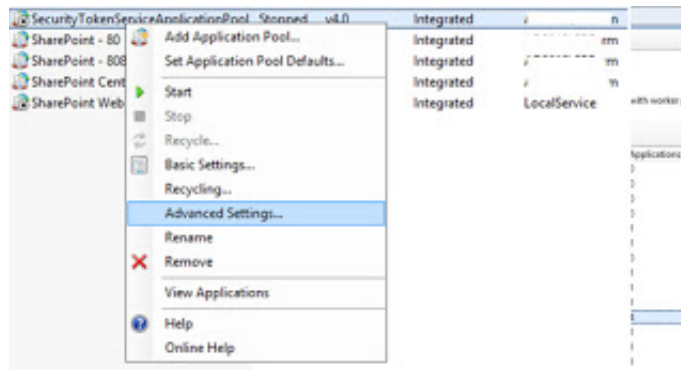 SecurityTokenServiceApplicationPool Stopped v4.0 Integrated n
SharePoint - 80 Integrated rm
SharePoint - 808 Integrated m
SharePoint Cent Integrated n
SharePoint Web LocalService
Add Application Pool...
Set Application Pool Defaults...
Start
Stop
Recycle...
Basic Settings...
Recycling...
Advanced Settings...
Rename
Remove
View Applications
Help
Online Help
Integrated
with worker
Applications